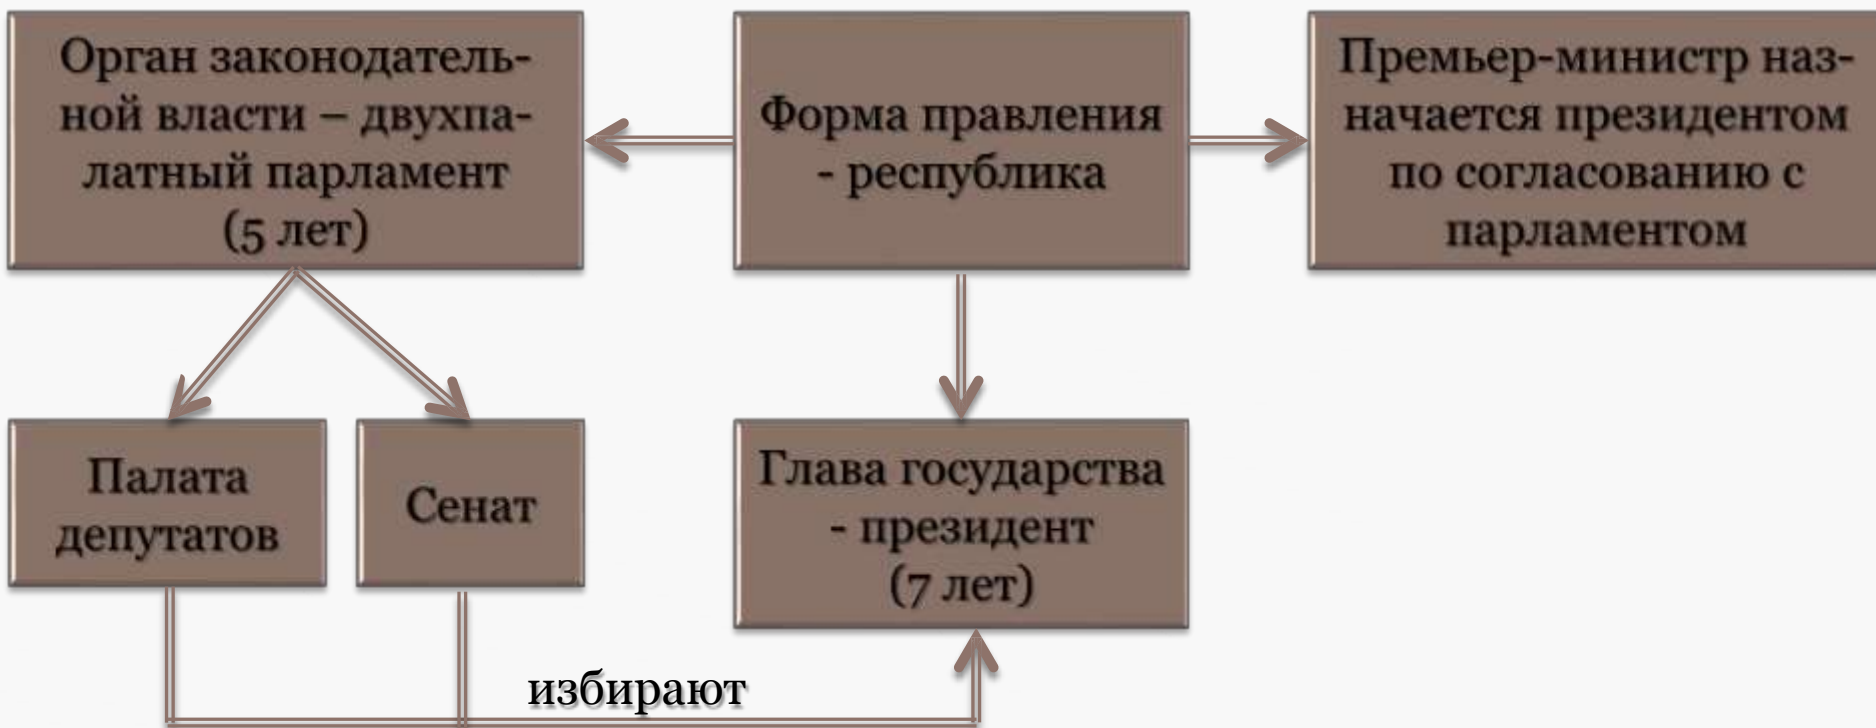 Орган законодатель-
ной власти – двухпа-
латный парламент
(5 лет)
Форма правления
- республика
Премьер-министр наз-
начается президентом
по согласованию с
парламентом
Палата
депутатов
Сенат
Глава государства
- президент
(7 лет)
избирают